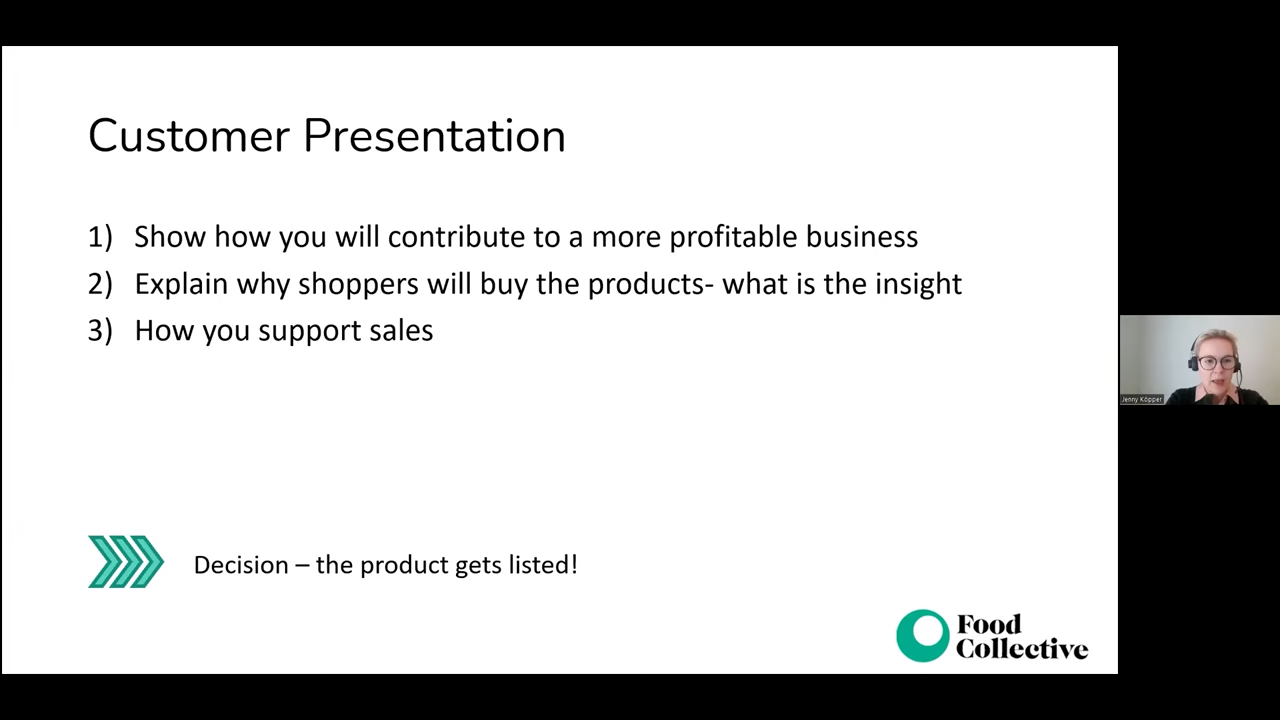 Customer Presentation
1) Show how you will contribute to a more profitable business
2) Explain why shoppers will buy the products- what is the insight
3) How you support sales
Jenny Köpper
Decision – the product gets listed!
Food
Collective